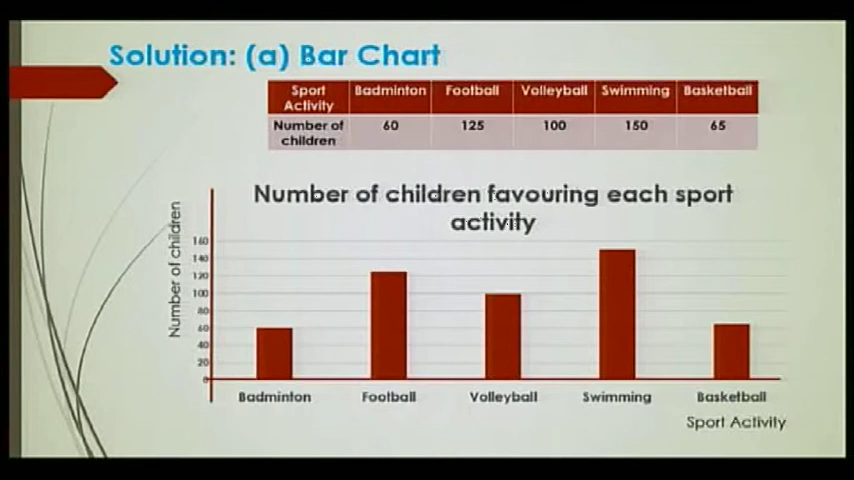 Solution: (a) Bar Chart
Sport Activity Badminton Football Volleyball Swimming Basketball
Number of children 60 125 100 150 65
Number of children favouring each sport
activity
Number of children
160
140
120
100
80
60
40
20
0
Badminton Football Volleyball Swimming Basketball
Sport Activity